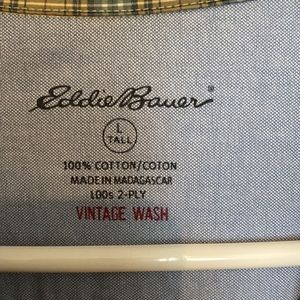 Eddie Bauer
L
TALL
100% COTTON/COTON
MADE IN MADAGASCAR
100s 2-PLY
VINTAGE WASH